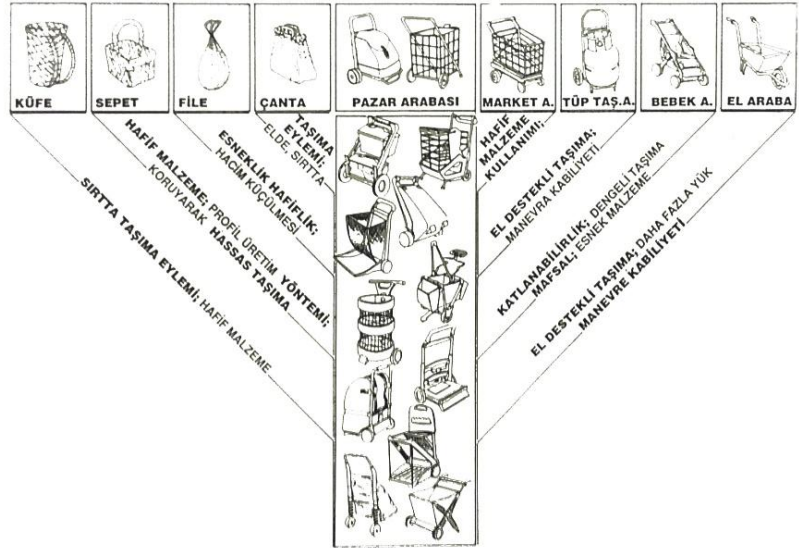 KÜFE
SEPET
FİLE
ÇANTA
PAZAR ARABASI
MARKET A.
TÜP TAŞ.A.
BEBEK A.
EL ARABA
SIRTTA TAŞIMA EYLEMİ; HAFİF MALZEME
HAFİF MALZEME; PROFİL ÜRETİM YÖNTEMİ;
KORUYARAK HASSAS TAŞIMA
ESNEKLİK HAFİFLİK;
HACIM KÜÇÜLMESİ
TAŞIMA
EYLEMİ
ELDE, SIRTTA
HAFİF
MALZEME
KULLANIMI;
EL DESTEKLİ TAŞIMA;
MANEVRA KABİLİYETİ
KATLANABİLİRLİK; DENGELİ TAŞIMA
MAFSAL; ESNEK MALZEME
EL DESTEKLİ TAŞIMA; DAHA FAZLA YÜK
MANEVRE KABİLİYETİ